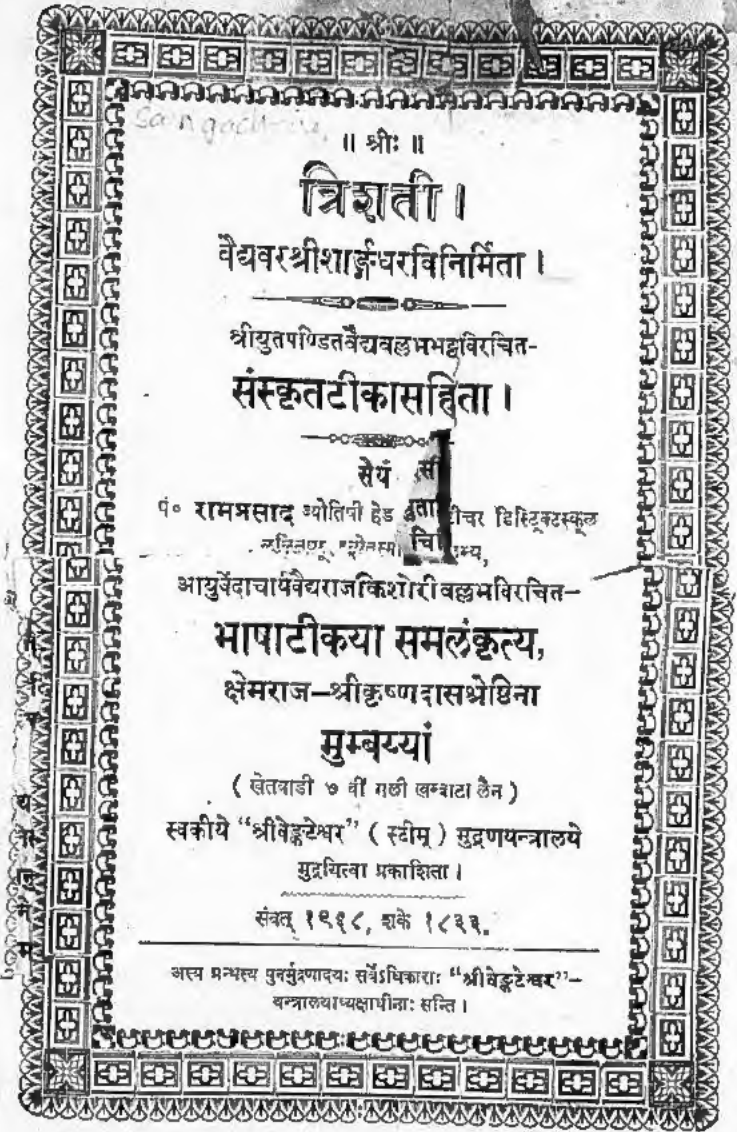 ॥ श्रीः ॥
त्रिशती ।
वैद्यवरश्रीशार्ङ्गधरविनिर्मिता ।
श्रीयुतपण्डितवैद्यवल्लभभट्टविरचित-
संस्कृतटीकासहिता ।
सेयं
पं० रामप्रसाद ज्योतिषी हेड टीचर डिस्ट्रिक्टस्कूल
आयुर्वेदाचार्यवैद्यराजकिशोरीवल्लभविरचित-
भाषाटीकया समलंकृत्य,
क्षेमराज-श्रीकृष्णदासश्रेष्ठिना
मुम्बय्यां
( खेतवाडी ७ वीं गल्ली खम्बाटा लैन )
स्वकीये “श्रीवेङ्कटेश्वर” ( स्टीम् ) मुद्रणयन्त्रालये
मुद्रयित्वा प्रकाशिता ।
संवत् १९६८, शके १८३३.
अस्य ग्रन्थस्य पुनर्मुद्रणादयः सर्वेऽधिकाराः “श्रीवेङ्कटेश्वर”-
यन्त्रालयाध्यक्षाधीनाः सन्ति ।